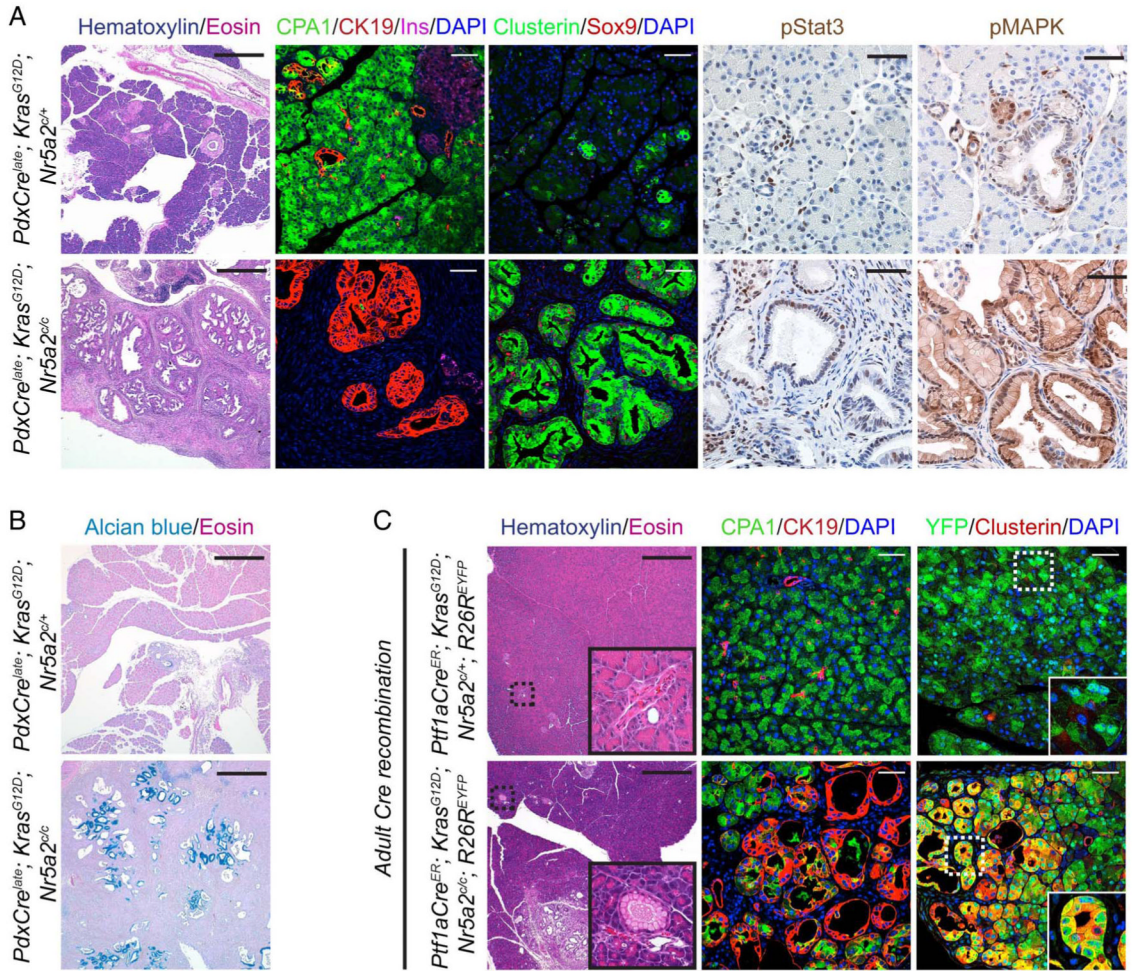 A
Hematoxylin/Eosin
CPA1/CK19/Ins/DAPI
Clusterin/Sox9/DAPI
pStat3
pMAPK
PdxCre^late; Kras^G12D;
Nr5a2^c/+
PdxCre^late; Kras^G12D;
Nr5a2^c/c
B
Alcian blue/Eosin
PdxCre^late; Kras^G12D;
Nr5a2^c/+
PdxCre^late; Kras^G12D;
Nr5a2^c/c
C
Hematoxylin/Eosin
CPA1/CK19/DAPI
YFP/Clusterin/DAPI
Adult Cre recombination
Ptf1aCre^ER; Kras^G12D;
Nr5a2^c/+; R26R^EYFP
Ptf1aCre^ER; Kras^G12D;
Nr5a2^c/c; R26R^EYFP